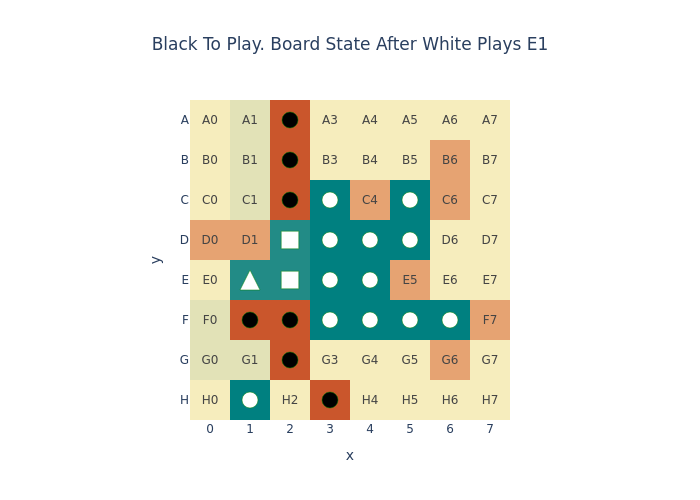 Black To Play. Board State After White Plays E1
A A0 A1 A3 A4 A5 A6 A7
B B0 B1 B3 B4 B5 B6 B7
C C0 C1 C4 C6 C7
D D0 D1 D6 D7
y
E E0 E5 E6 E7
F F0 F7
G G0 G1 G3 G4 G5 G6 G7
H H0 H2 H4 H5 H6 H7
0 1 2 3 4 5 6 7
x